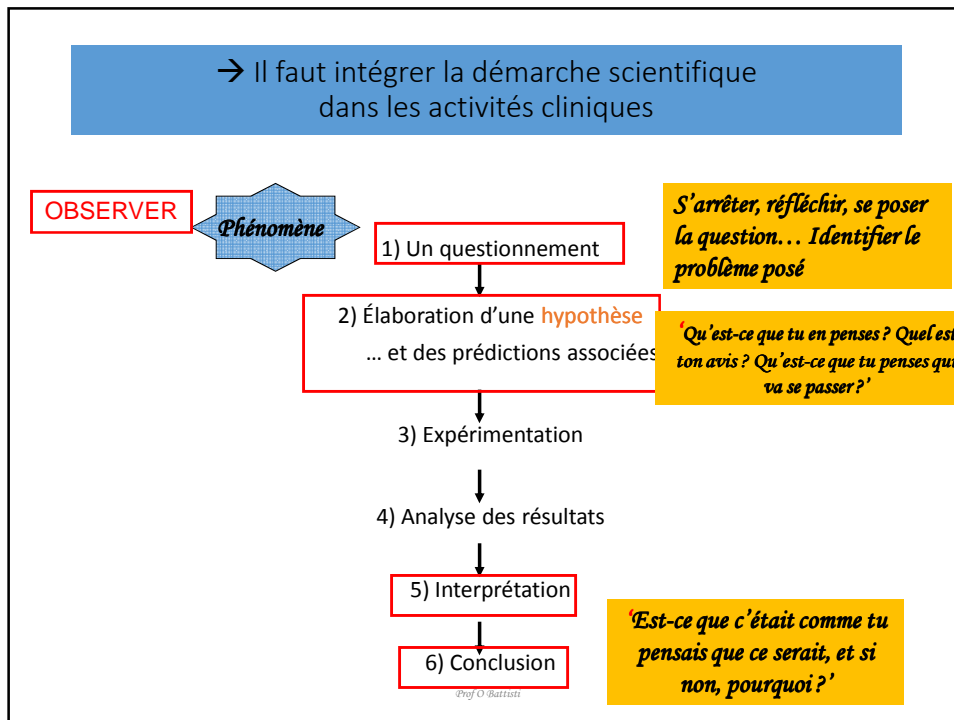 → Il faut intégrer la démarche scientifique
dans les activités cliniques
OBSERVER
Phénomène
1) Un questionnement
S’arrêter, réfléchir, se poser
la question… Identifier le
problème posé
2) Élaboration d’une hypothèse
… et des prédictions associées
‘Qu’est-ce que tu en penses ? Quel est
ton avis ? Qu’est-ce que tu penses qui
va se passer ?’
3) Expérimentation
4) Analyse des résultats
5) Interprétation
6) Conclusion
‘Est-ce que c’était comme tu
pensais que ce serait, et si
non, pourquoi ?’
Prof O Battisti